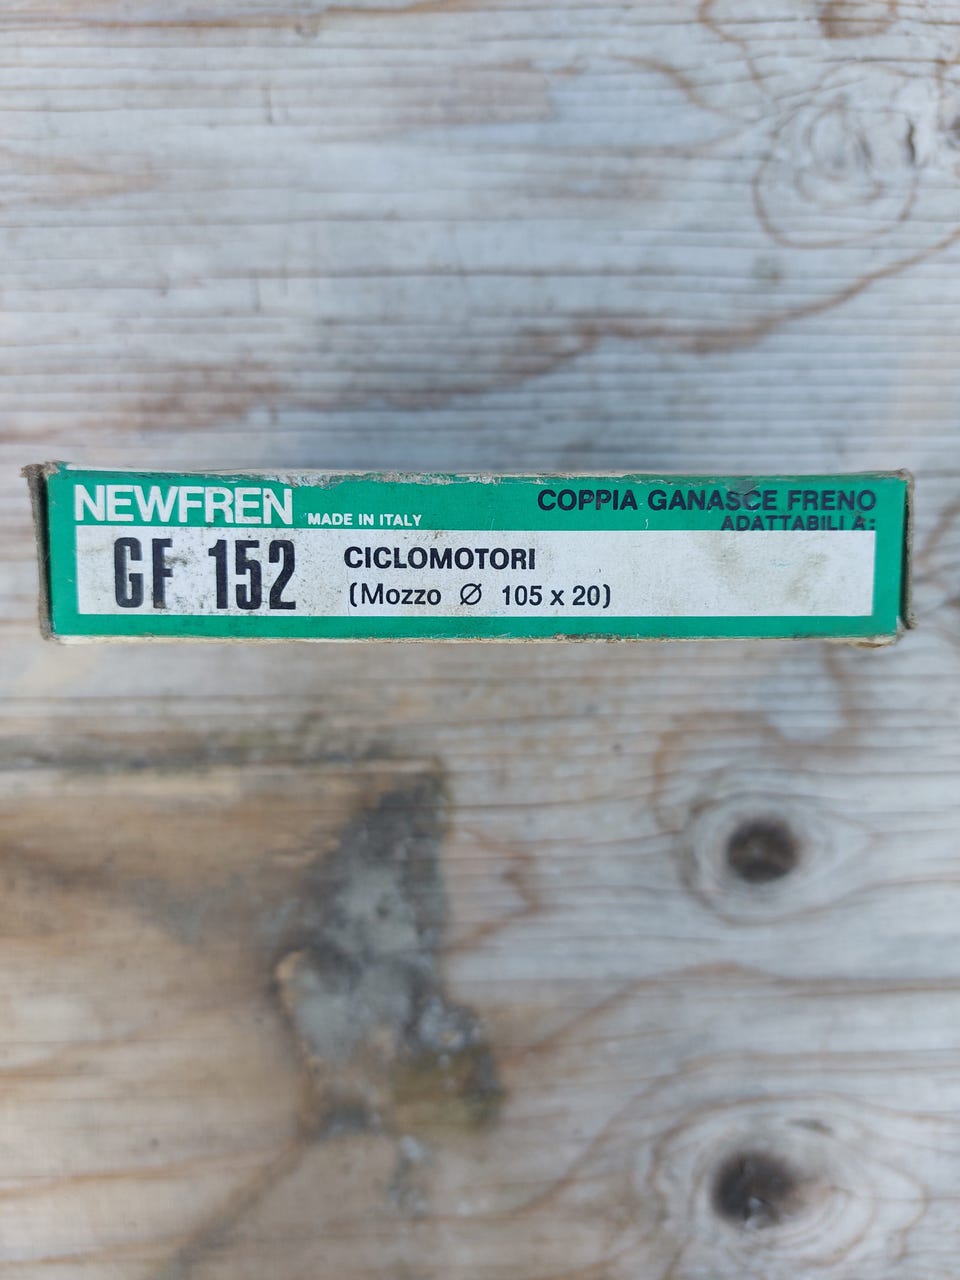 NEWFREN MADE IN ITALY COPPIA GANASCE FRENO
ADATTABILI A:
GF 152 CICLOMOTORI
(Mozzo Ø 105 x 20)